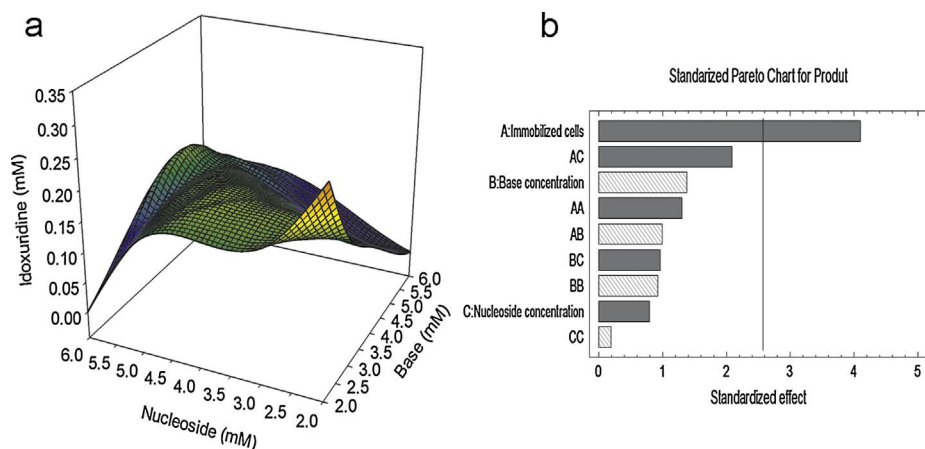 a
0.35
0.30
0.25
0.20
0.15
0.10
0.05
0.00
Idoxuridine (mM)
6.0
5.5
5.0
4.5
4.0
3.5
3.0
2.5
2.0
Nucleoside (mM)
6.0
5.5
5.0
4.5
4.0
3.5
3.0
2.5
2.0
Base (mM)
b
Standarized Pareto Chart for Produt
A:Immobilized cells
AC
B:Base concentration
AA
AB
BC
BB
C:Nucleoside concentration
CC
0 1 2 3 4 5
Standardized effect